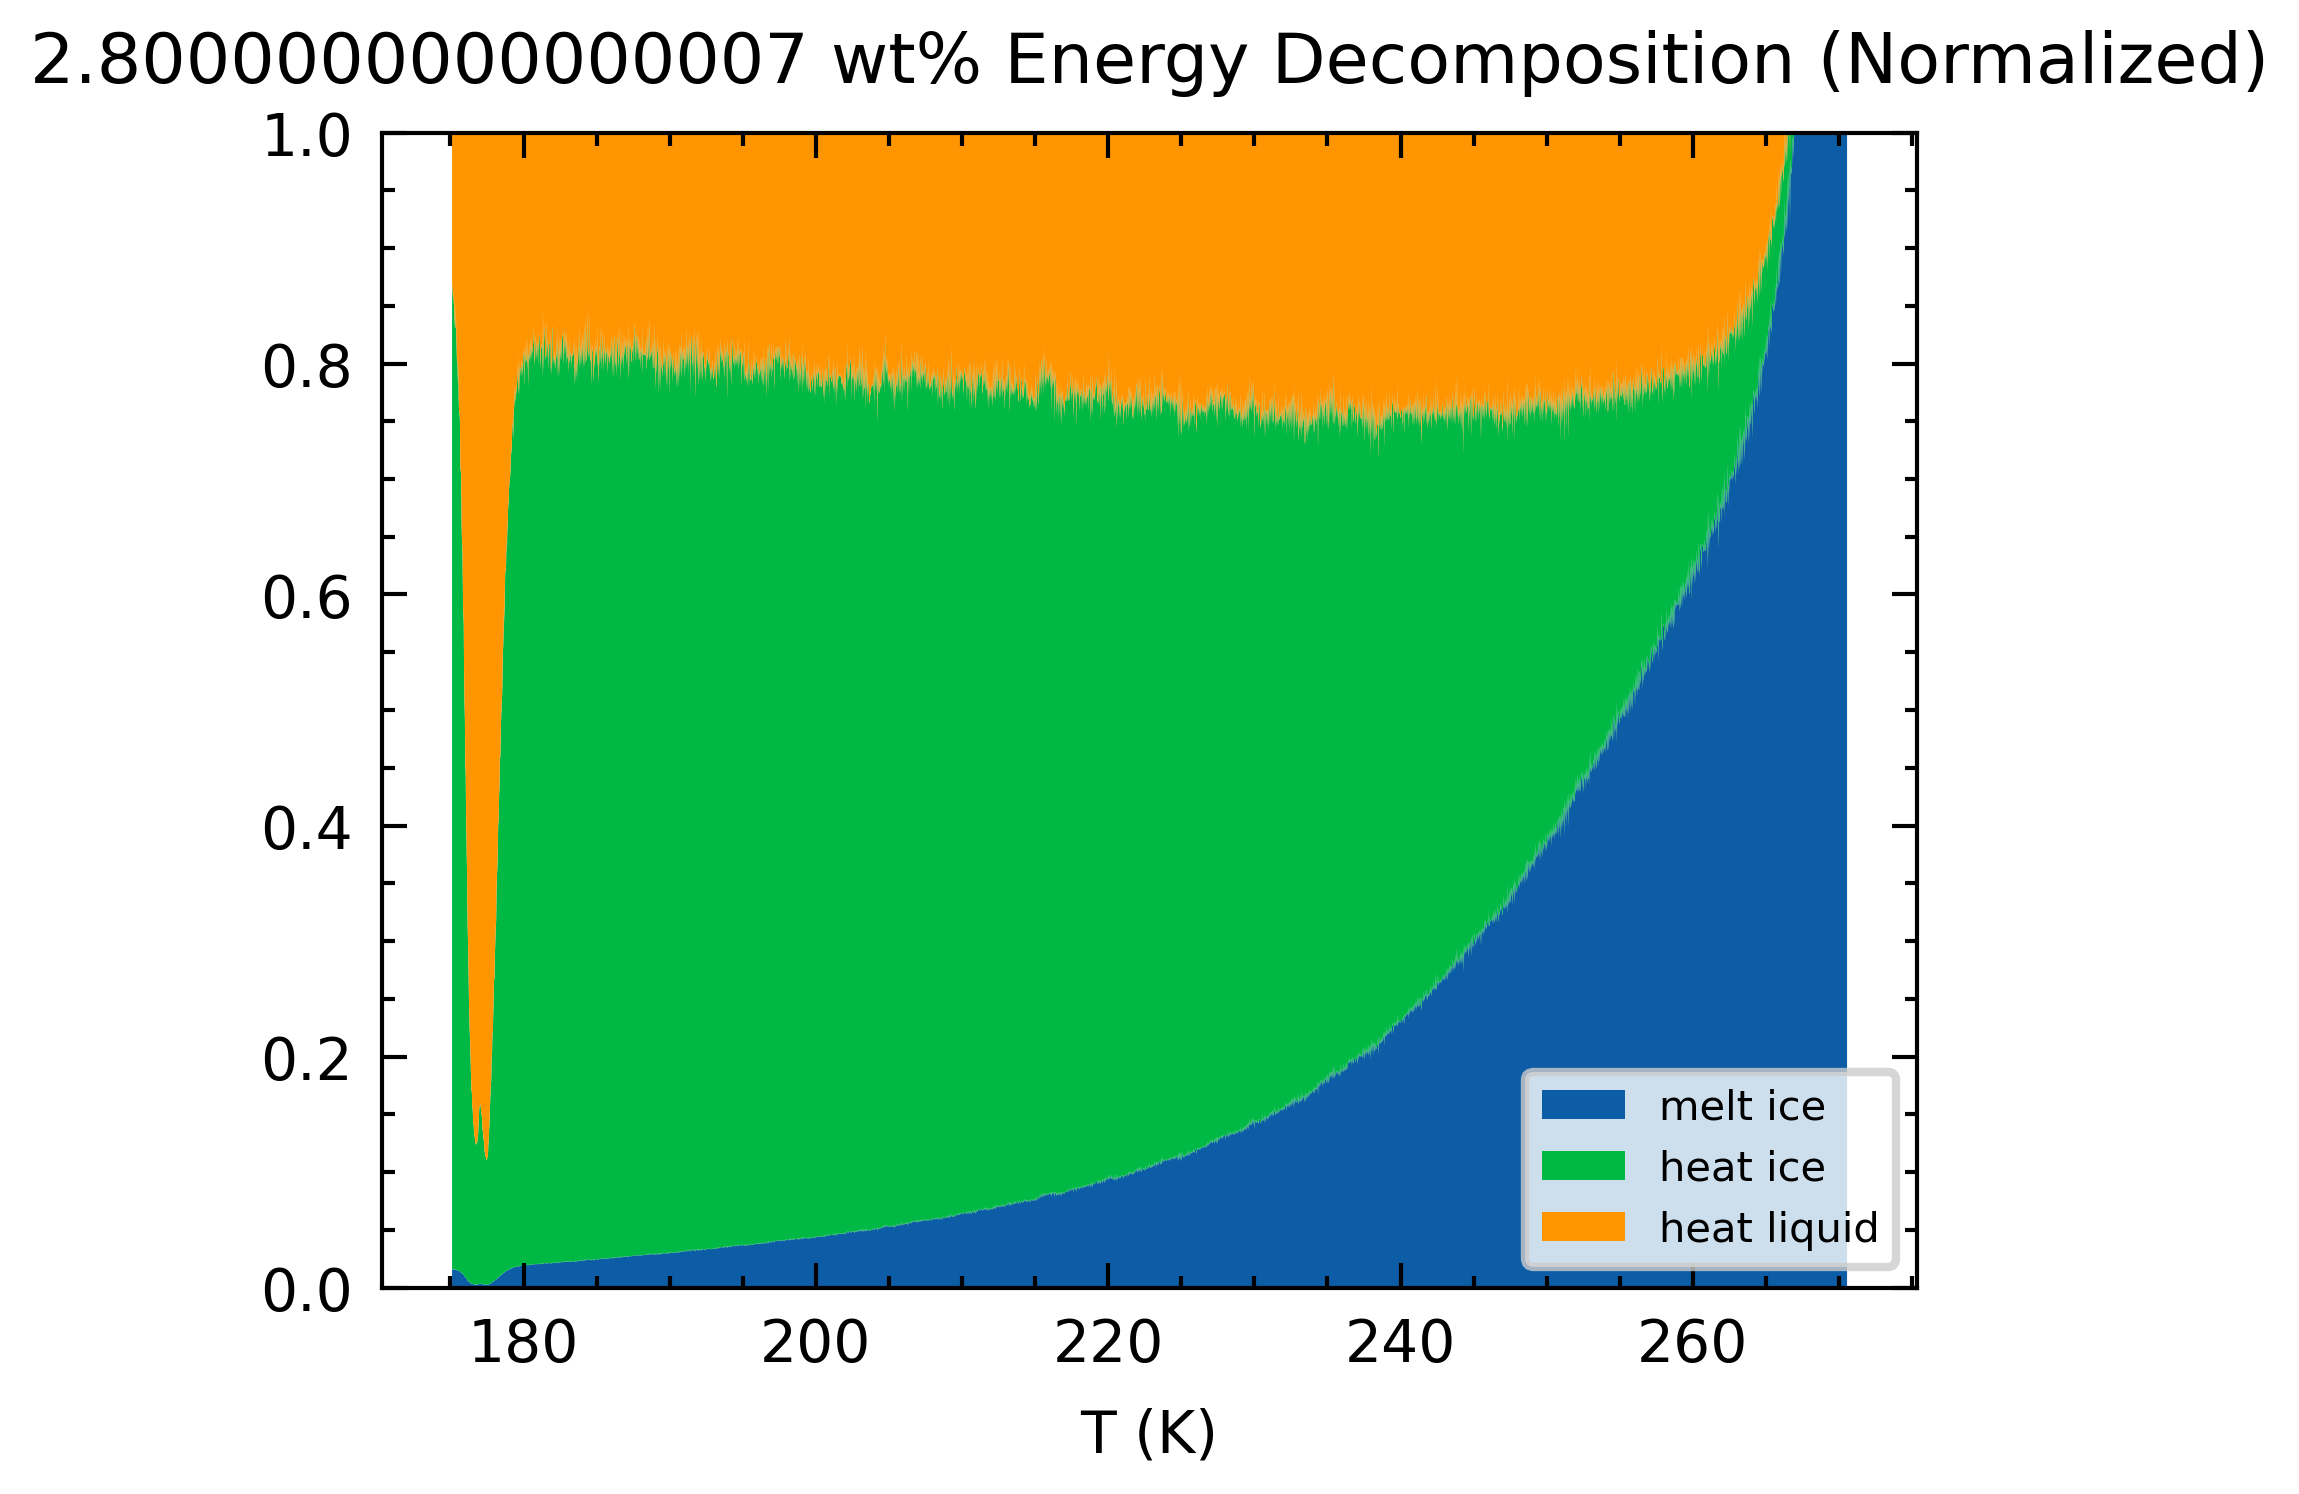 2.8000000000000007 wt% Energy Decomposition (Normalized)
1.0
0.8
0.6
0.4
0.2
0.0
180 200 220 240 260
T (K)
melt ice
heat ice
heat liquid